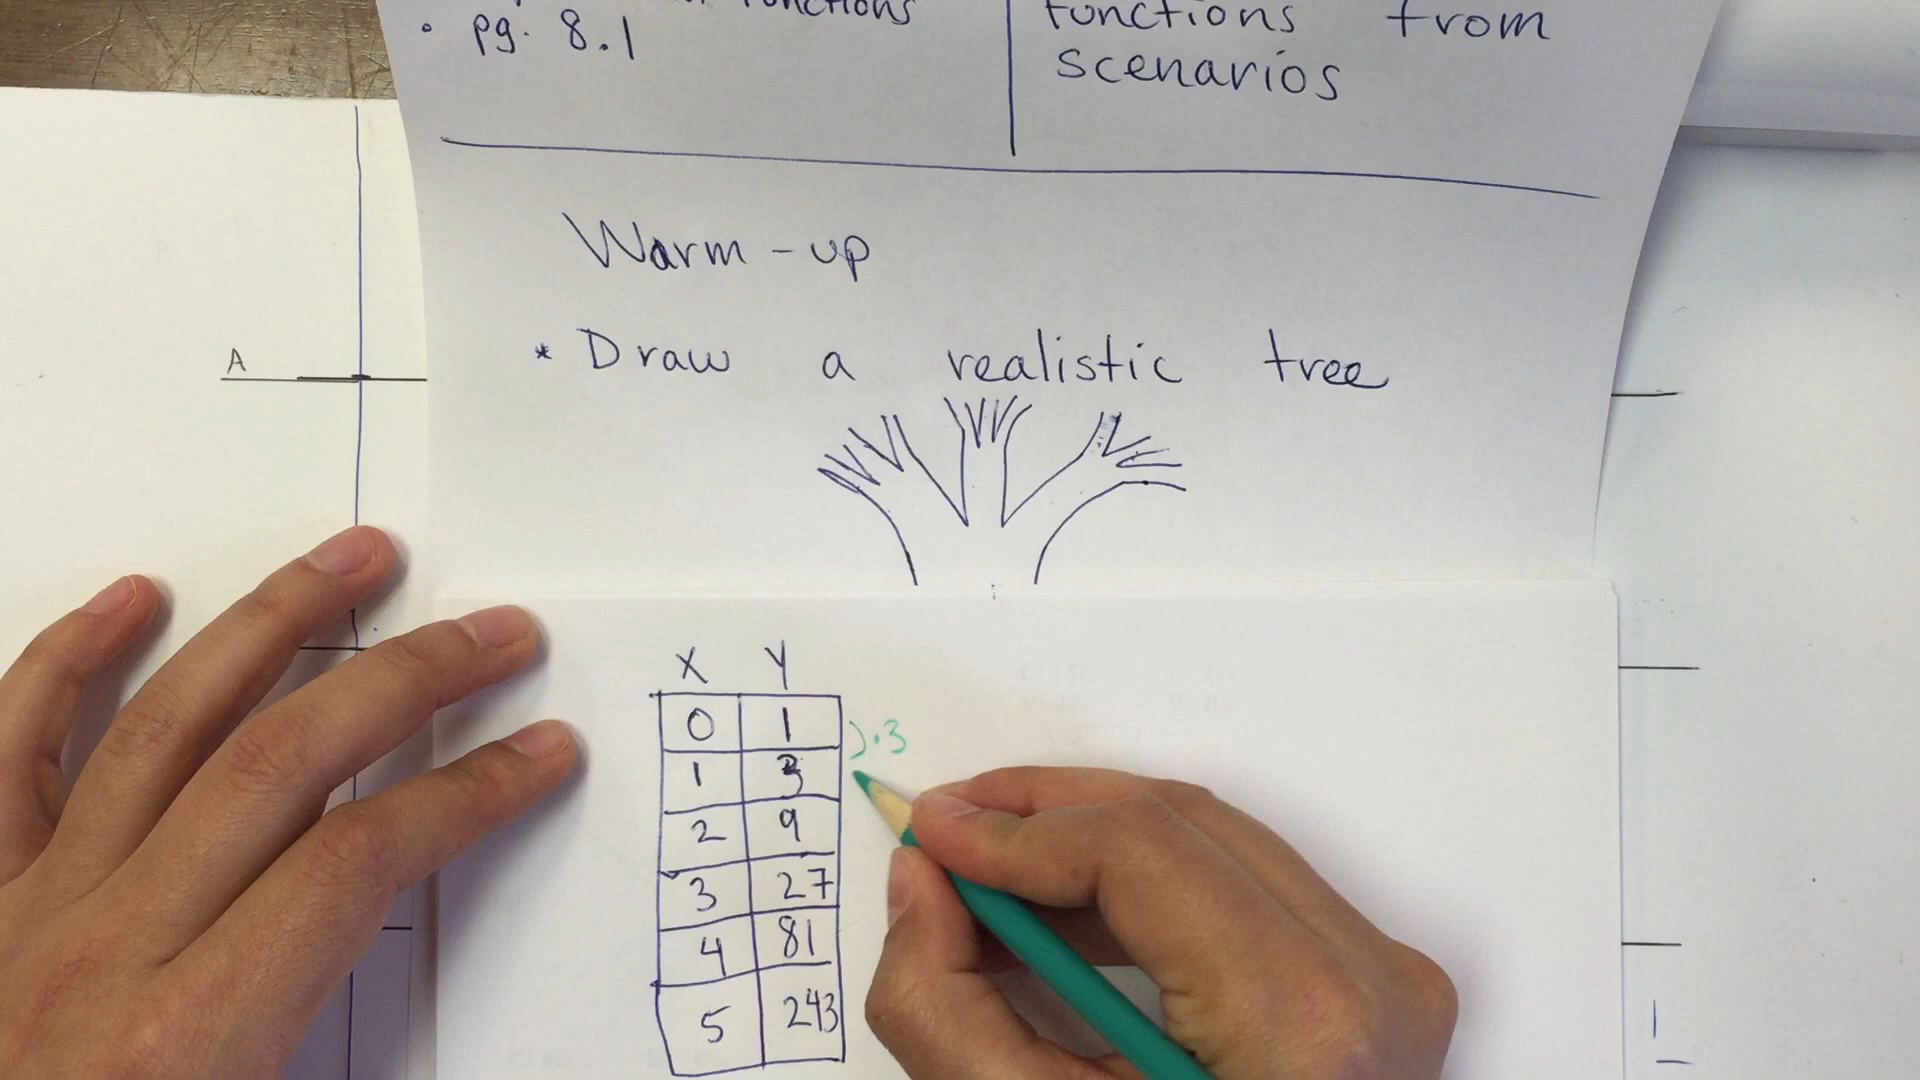 functions
• pg. 8.1
functions from
scenarios
Warm-up
* Draw a realistic tree
A
X Y
0 1
1 3
2 9
3 27
4 81
5 243
).3